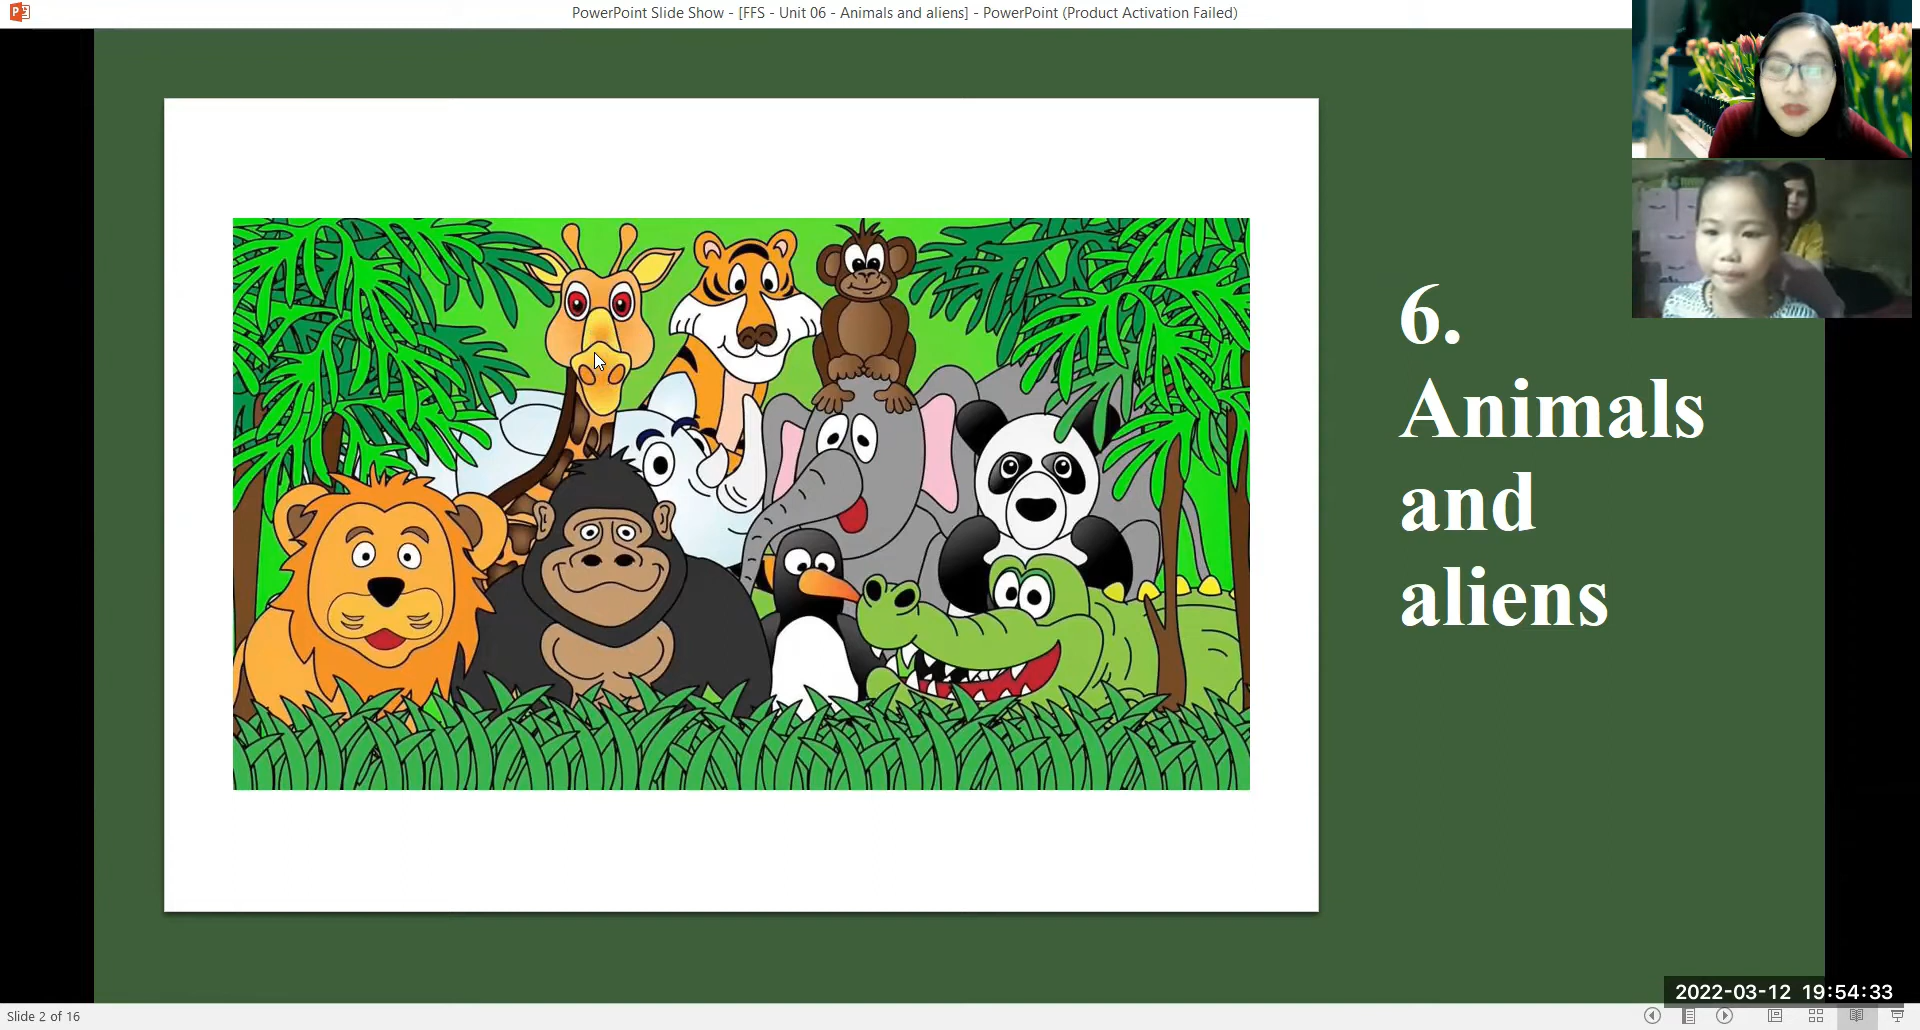 PowerPoint Slide Show - [FFS - Unit 06 - Animals and aliens] - PowerPoint (Product Activation Failed)
6.
Animals
and
aliens
2022-03-12 19:54:33
Slide 2 of 16